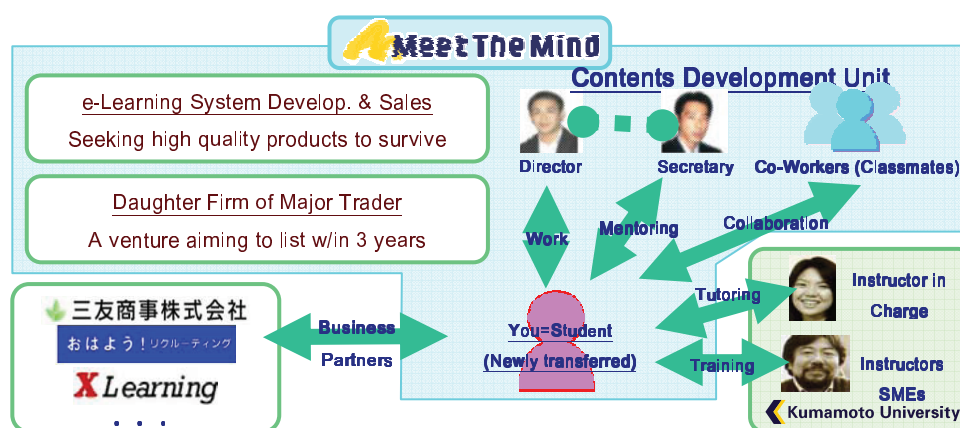 Meet The Mind
Contents Development Unit
e-Learning System Develop. & Sales
Seeking high quality products to survive
Daughter Firm of Major Trader
A venture aiming to list w/in 3 years
Director
Secretary
Co-Workers (Classmates)
Work
Mentoring
Collaboration
三友商事株式会社
おはよう！リクルーティング
X Learning
. . .
Business
Partners
You=Student
(Newly transferred)
Tutoring
Training
Instructor in
Charge
Instructors
SMEs
Kumamoto University